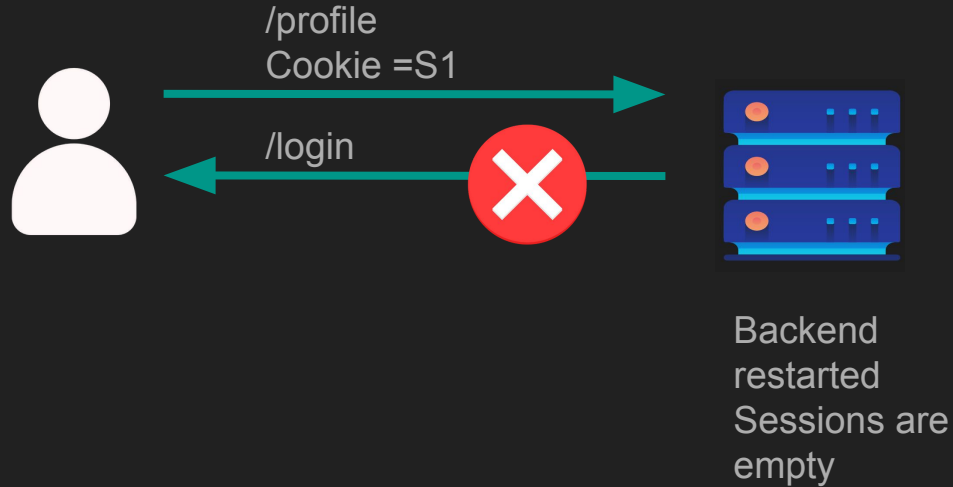 /profile
Cookie =S1
/login
Backend
restarted
Sessions are
empty